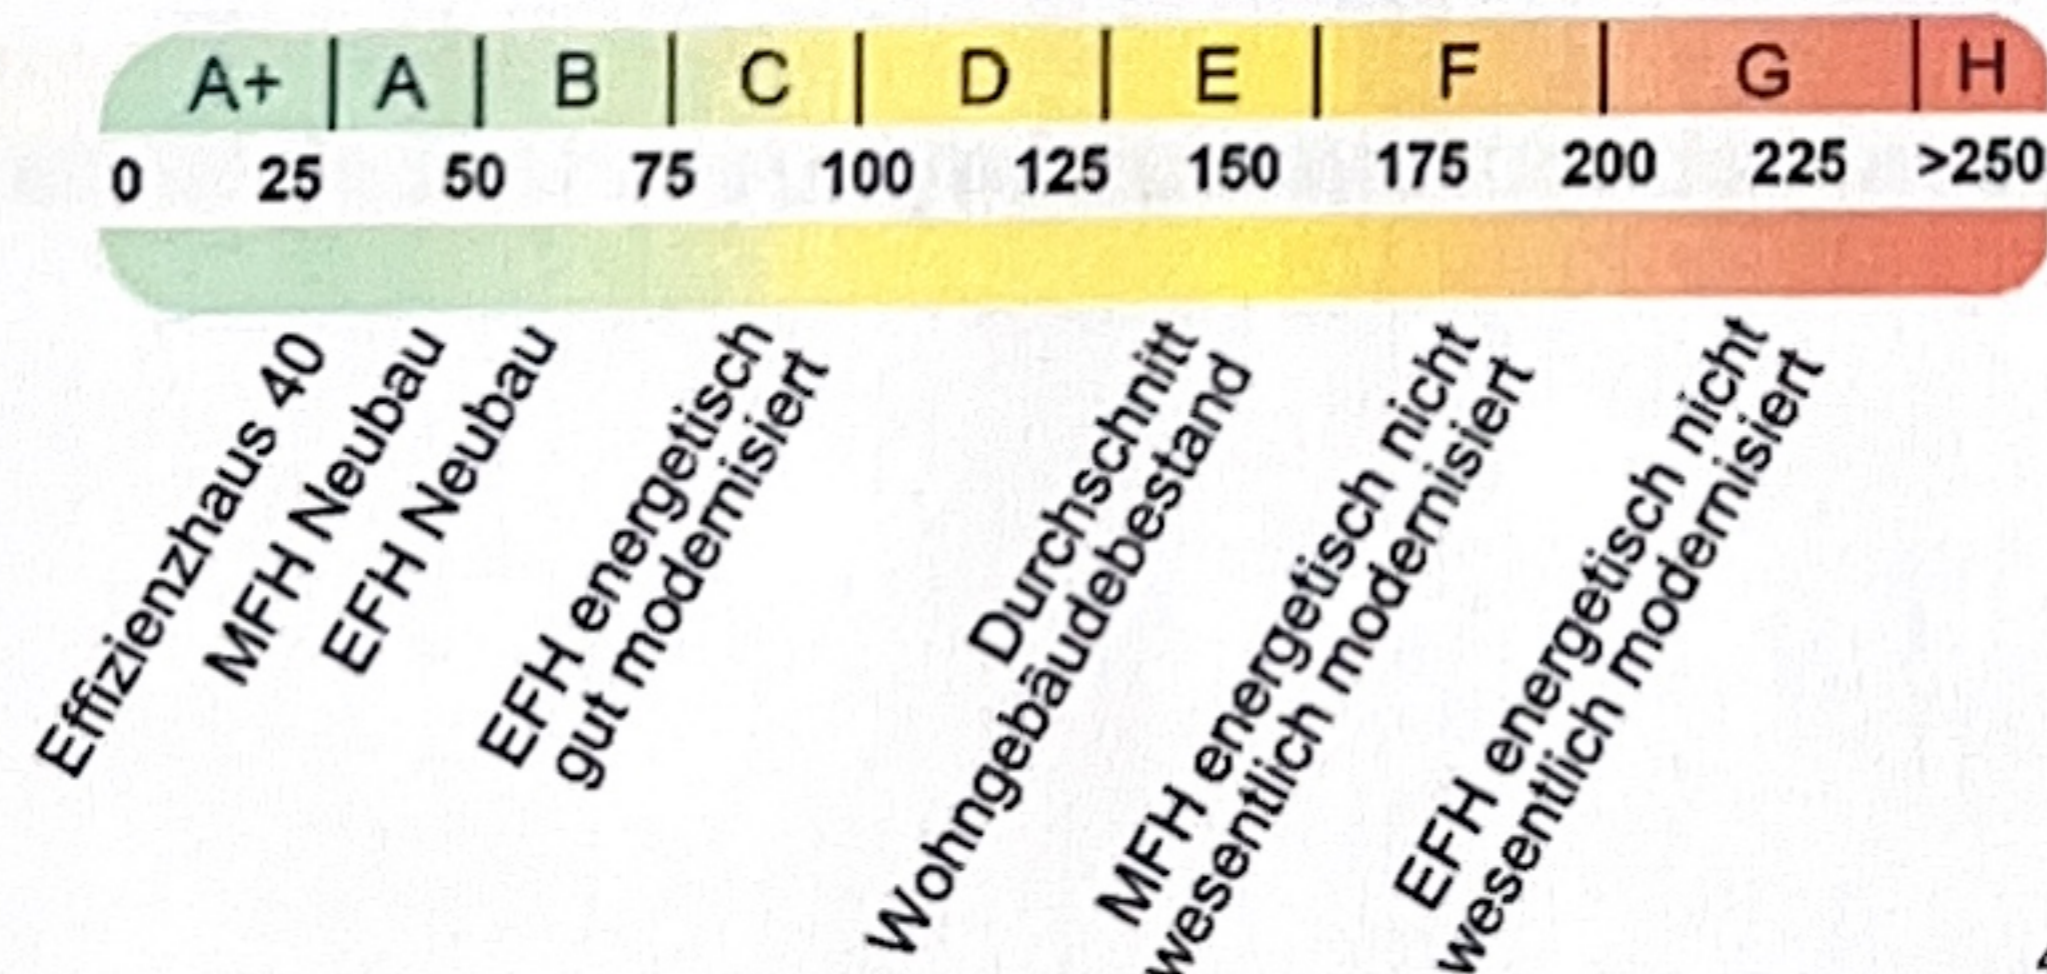 A+ | A | B | C | D | E | F | G | H
0 25 50 75 100 125 150 175 200 225 >250
Effizienzhaus 40
MFH Neubau
EFH Neubau
EFH energetisch
gut modernisiert
Durchschnitt
Wohngebäudebestand
MFH energetisch nicht
wesentlich modernisiert
EFH energetisch nicht
wesentlich modernisiert